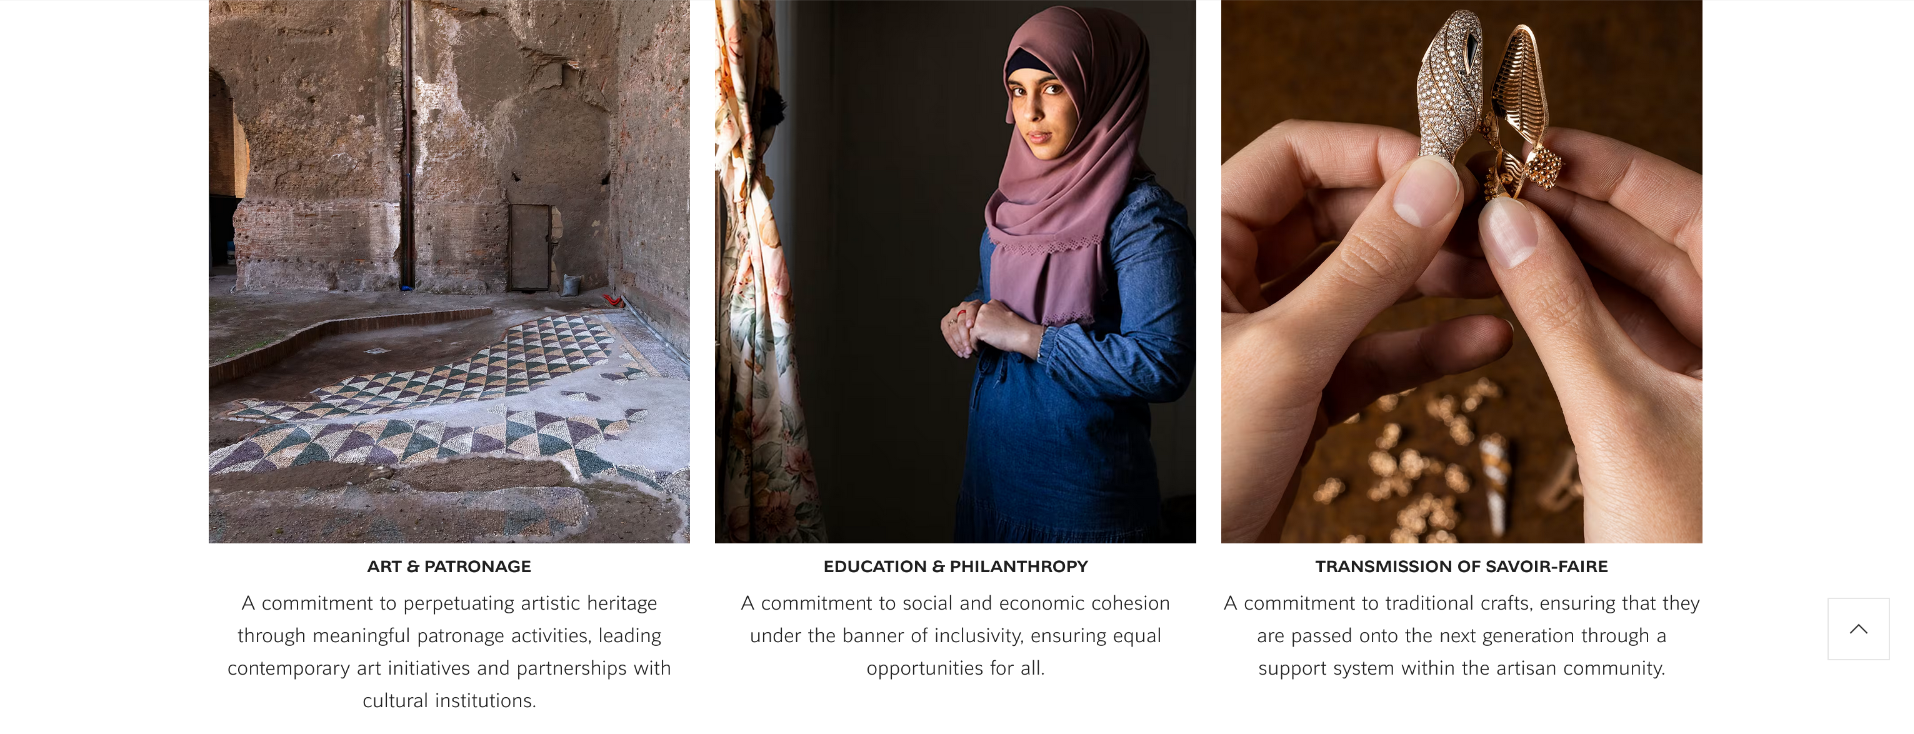 ART & PATRONAGE
A commitment to perpetuating artistic heritage
through meaningful patronage activities, leading
contemporary art initiatives and partnerships with
cultural institutions.
EDUCATION & PHILANTHROPY
A commitment to social and economic cohesion
under the banner of inclusivity, ensuring equal
opportunities for all.
TRANSMISSION OF SAVOIR-FAIRE
A commitment to traditional crafts, ensuring that they
are passed onto the next generation through a
support system within the artisan community.